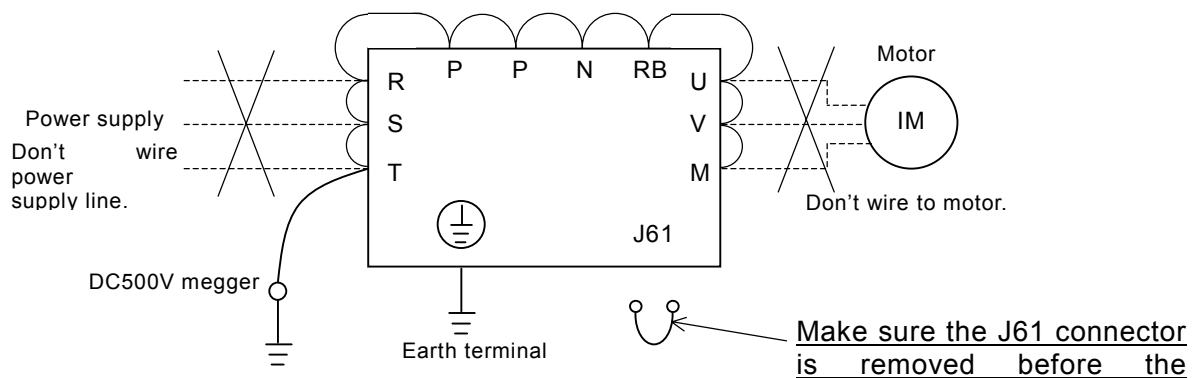 Motor
P P N RB
R U
IM
Power supply S V
Don't wire
power
supply line.
T M
Don't wire to motor.
J61
DC500V megger
Earth terminal
Make sure the J61 connector
is removed before the